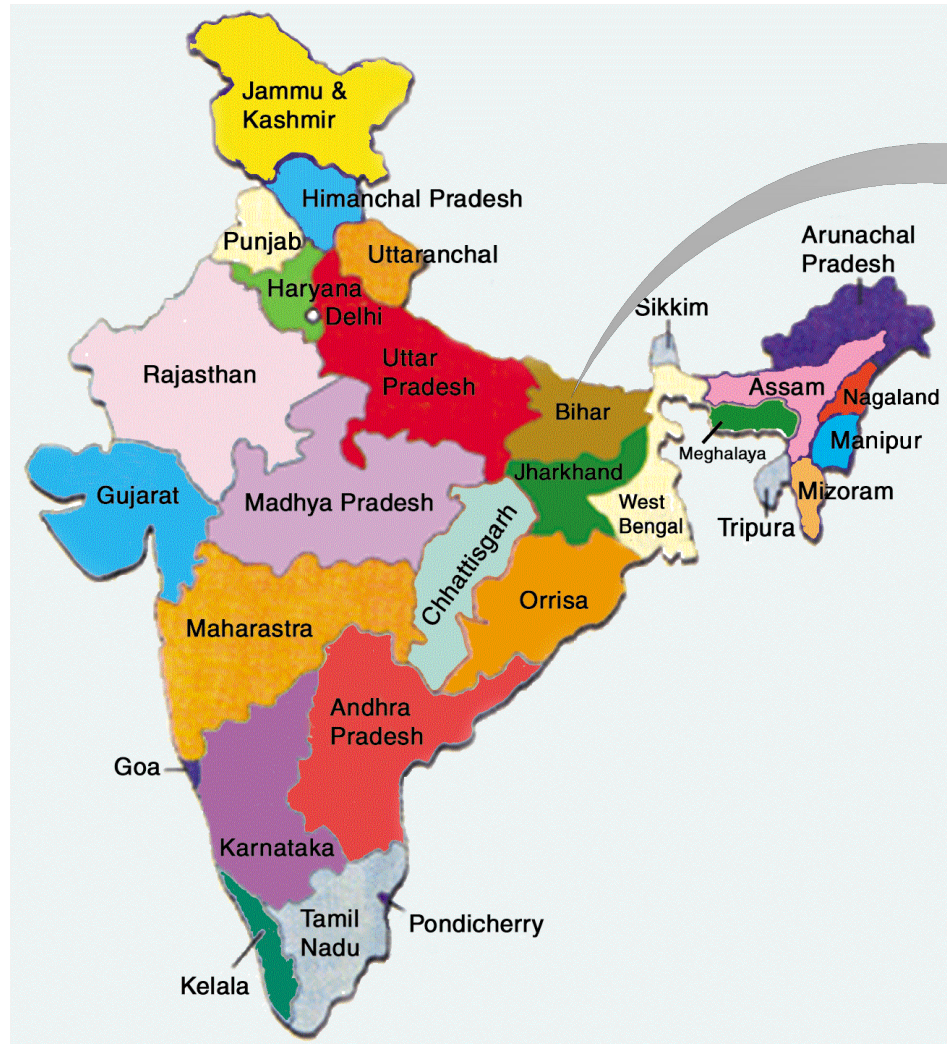 Jammu &
Kashmir
Himanchal Pradesh
Punjab
Uttaranchal
Arunachal
Pradesh
Haryana
Delhi
Sikkim
Uttar
Pradesh
Rajasthan
Assam
Nagaland
Bihar
Manipur
Meghalaya
Jharkhand
Gujarat
Madhya Pradesh
Mizoram
West
Bengal
Tripura
Chhattisgarh
Orrisa
Maharastra
Andhra
Pradesh
Goa
Karnataka
Tamil
Nadu
Pondicherry
Kelala